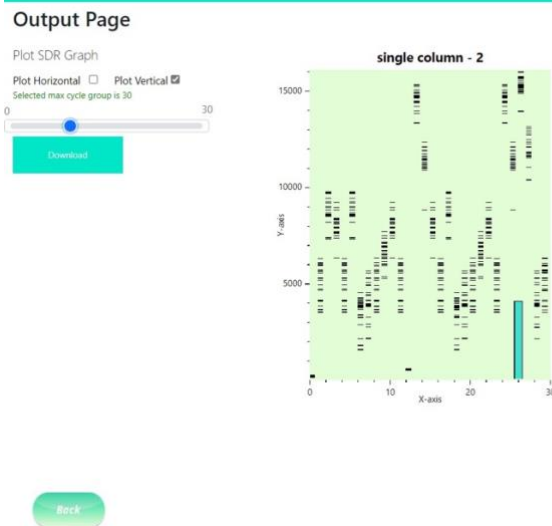 Output Page
Plot SDR Graph
Plot Horizontal Plot Vertical
Selected max cycle group is 30
0 30
Download
single column - 2
15000
10000
Y-axis
5000
0 10 20 30
X-axis
Back